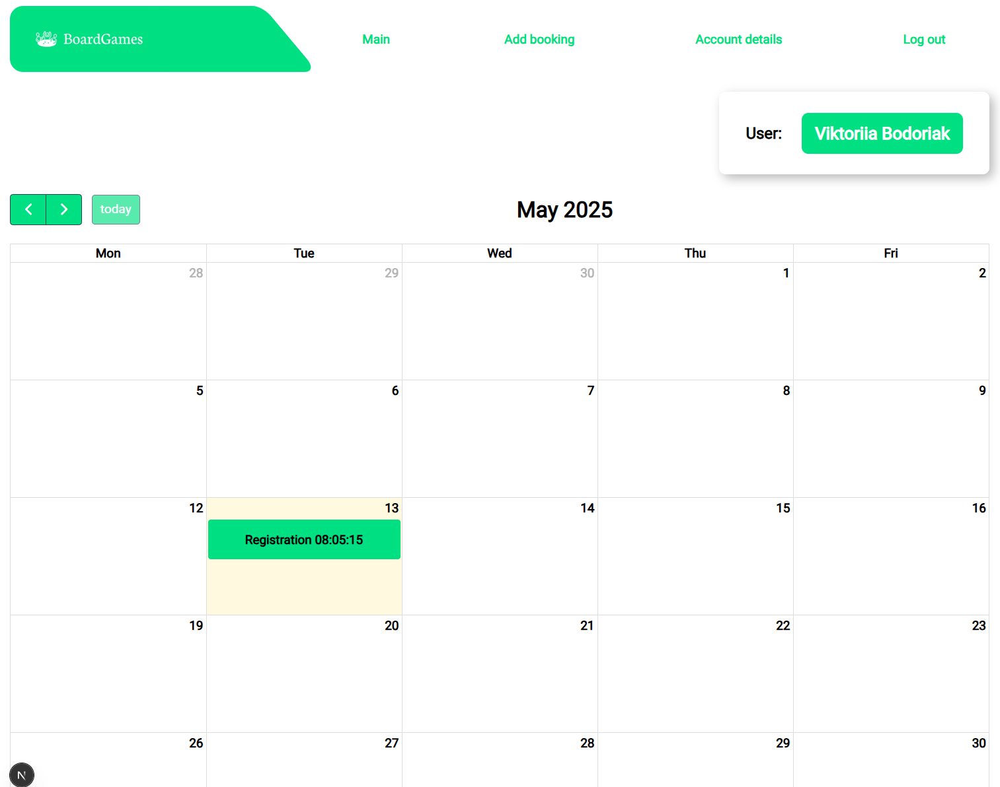 BoardGames
Main Add booking Account details Log out
User: Viktoriia Bodoriak
today
May 2025
Mon Tue Wed Thu Fri
28 29 30 1 2
5 6 7 8 9
12 13 14 15 16
Registration 08:05:15
19 20 21 22 23
26 27 28 29 30
N